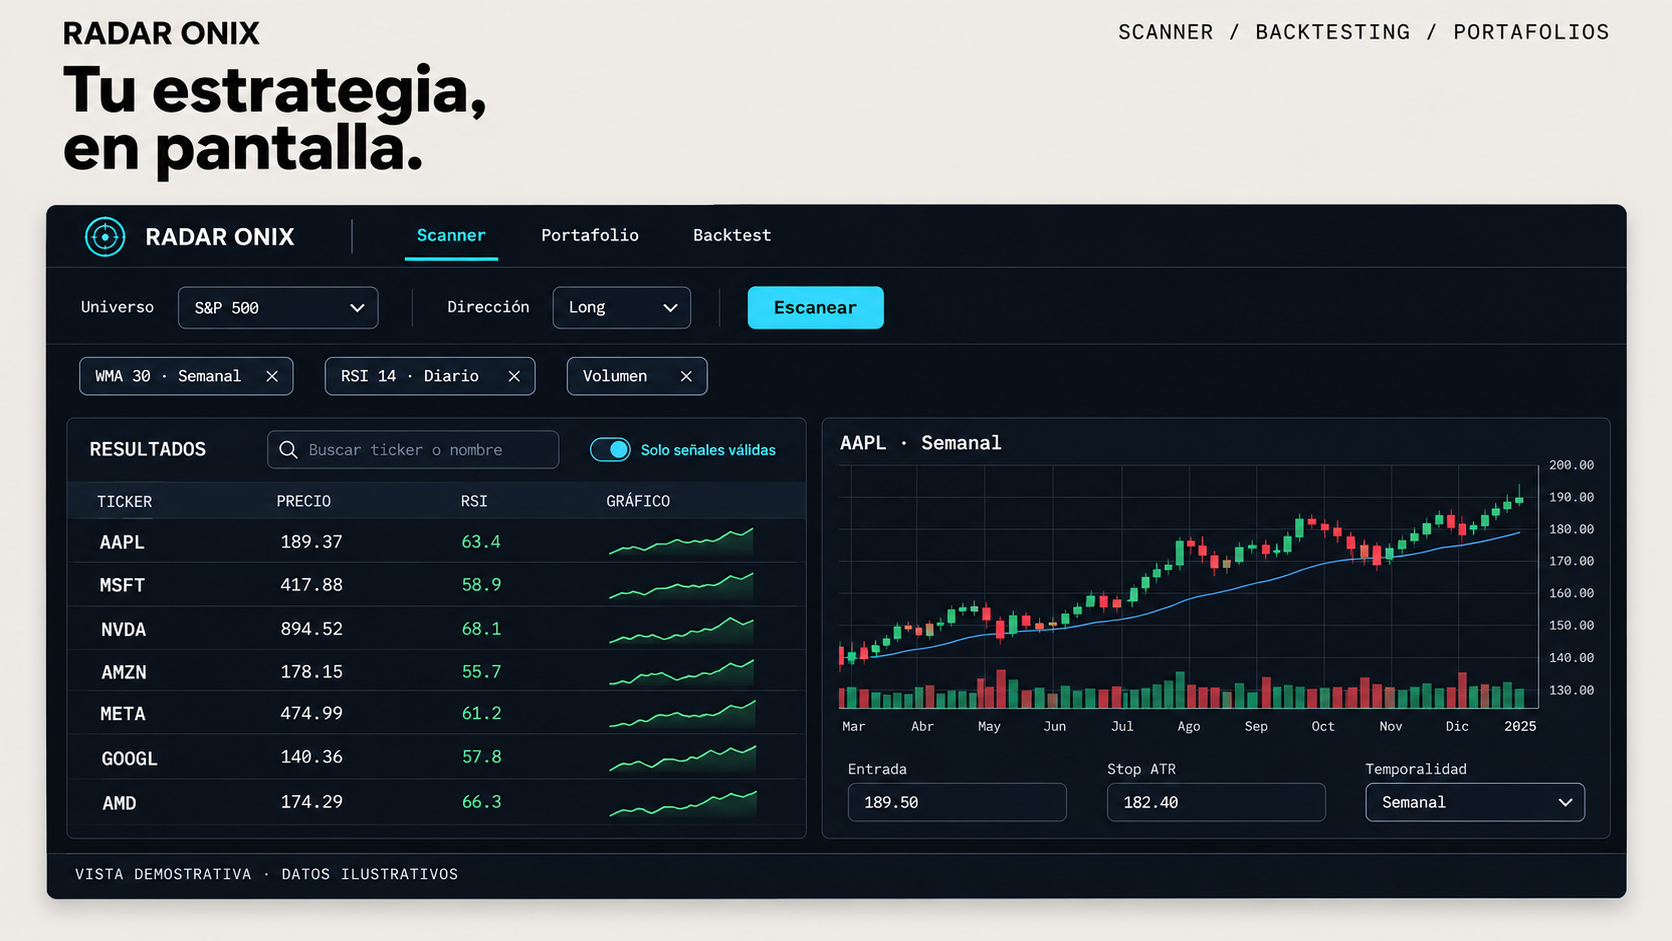 RADAR ONIX
SCANNER / BACKTESTING / PORTAFOLIOS
Tu estrategia,
en pantalla.
RADAR ONIX
Scanner
Portafolio
Backtest
Universo
S&P 500
Dirección
Long
Escanear
WMA 30 · Semanal
RSI 14 · Diario
Volumen
RESULTADOS
Buscar ticker o nombre
Solo señales válidas
TICKER PRECIO RSI GRÁFICO
AAPL 189.37 63.4
MSFT 417.88 58.9
NVDA 894.52 68.1
AMZN 178.15 55.7
META 474.99 61.2
GOOGL 140.36 57.8
AMD 174.29 66.3
AAPL · Semanal
200.00
190.00
180.00
170.00
160.00
150.00
140.00
130.00
Mar Abr May Jun Jul Ago Sep Oct Nov Dic 2025
Entrada
189.50
Stop ATR
182.40
Temporalidad
Semanal
VISTA DEMOSTRATIVA · DATOS ILUSTRATIVOS